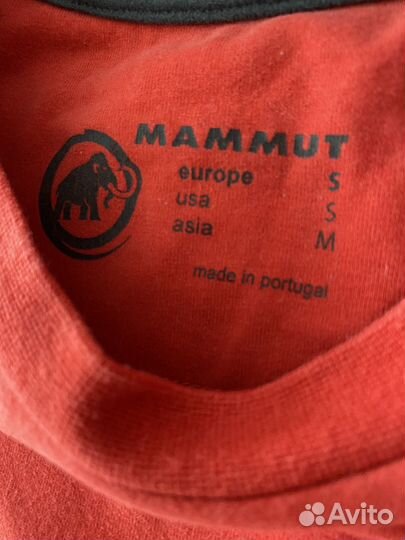 MAMMUT
europe S
usa S
asia M
made in portugal
Avito